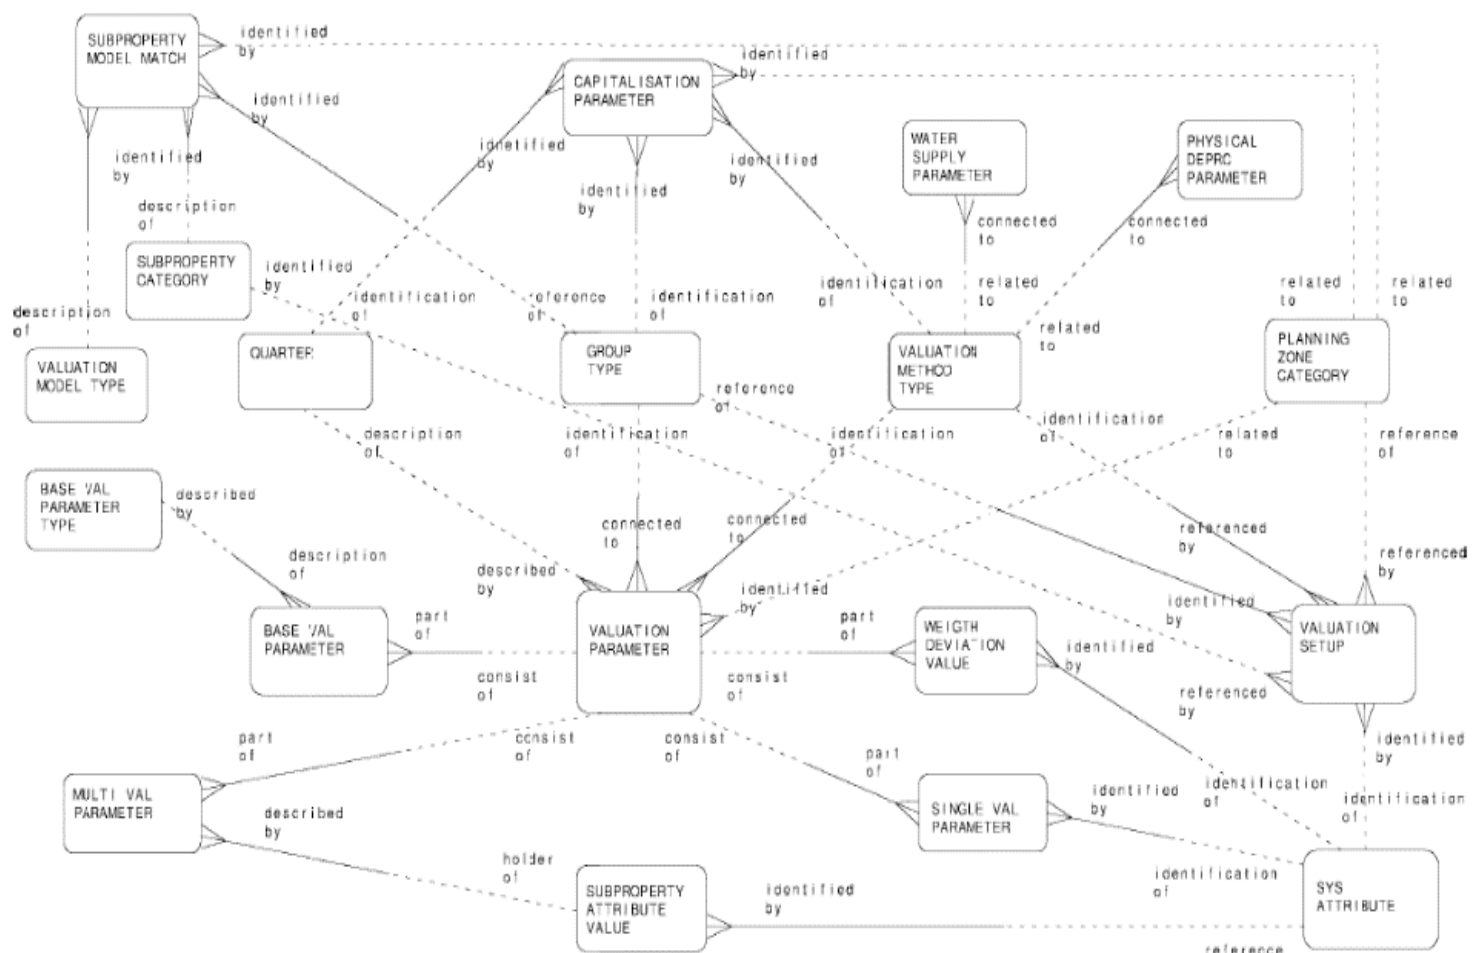 SUBPROPERTY
MODEL MATCH
identified
by
identified
by
identified
by
CAPITALISATION
PARAMETER
idnetified
by
identified
by
identified
by
identified
by
WATER
SUPPLY
PARAMETER
PHYSICAL
DEPRC
PARAMETER
connected
to
connected
to
description
of
SUBPROPERTY
CATEGORY
identified
by
description
of
identification
of
reference
of
identification
of
identification
of
related
to
related
to
related
to
related
to
VALUATION
MODEL TYPE
QUARTER
GROUP
TYPE
VALUATION
METHOD
TYPE
PLANNING
ZONE
CATEGORY
reference
of
description
of
identification
of
identification
of
identification
of
related
to
reference
of
BASE VAL
PARAMETER
TYPE
described
by
description
of
connected
to
connected
to
described
by
identified
by
referenced
by
referenced
by
identified
by
BASE VAL
PARAMETER
part
of
consist
of
VALUATION
PARAMETER
consist
of
part
of
WEIGTH
DEVIATION
VALUE
identified
by
referenced
by
VALUATION
SETUP
identified
by
part
of
consist
of
consist
of
part
of
MULTI VAL
PARAMETER
described
by
SINGLE VAL
PARAMETER
identified
by
identification
of
identification
of
holder
of
SUBPROPERTY
ATTRIBUTE
VALUE
identified
by
identification
of
SYS
ATTRIBUTE
reference